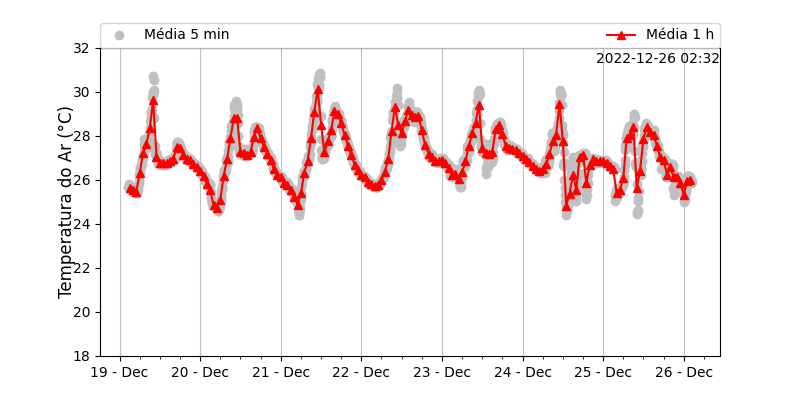 Média 5 min
Média 1 h
2022-12-26 02:32
Temperatura do Ar (°C)
32
30
28
26
24
22
20
18
19 - Dec
20 - Dec
21 - Dec
22 - Dec
23 - Dec
24 - Dec
25 - Dec
26 - Dec